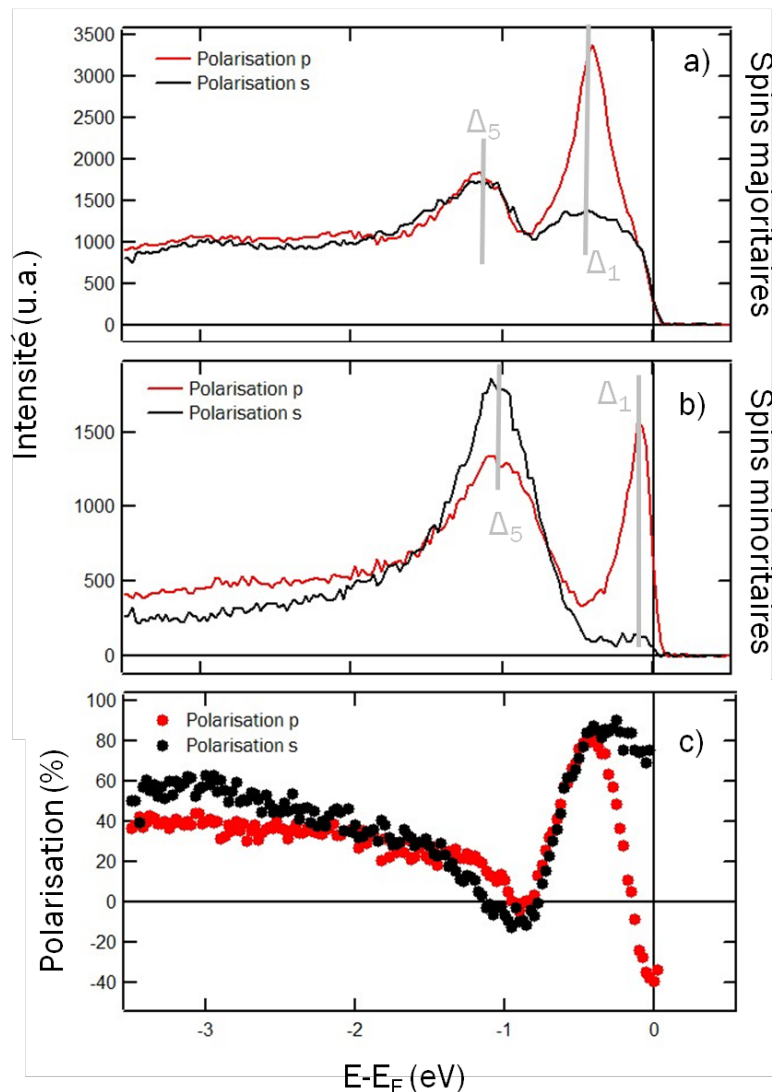 3500
3000
2500
2000
1500
1000
500
0
Polarisation p
Polarisation s
a)
Δ5
Δ1
Spins majoritaires
1500
1000
500
0
Polarisation p
Polarisation s
b)
Δ1
Δ5
Spins minoritaires
Intensité (u.a.)
100
80
60
40
20
0
-20
-40
Polarisation p
Polarisation s
c)
Polarisation (%)
-3
-2
-1
0
E-EF (eV)